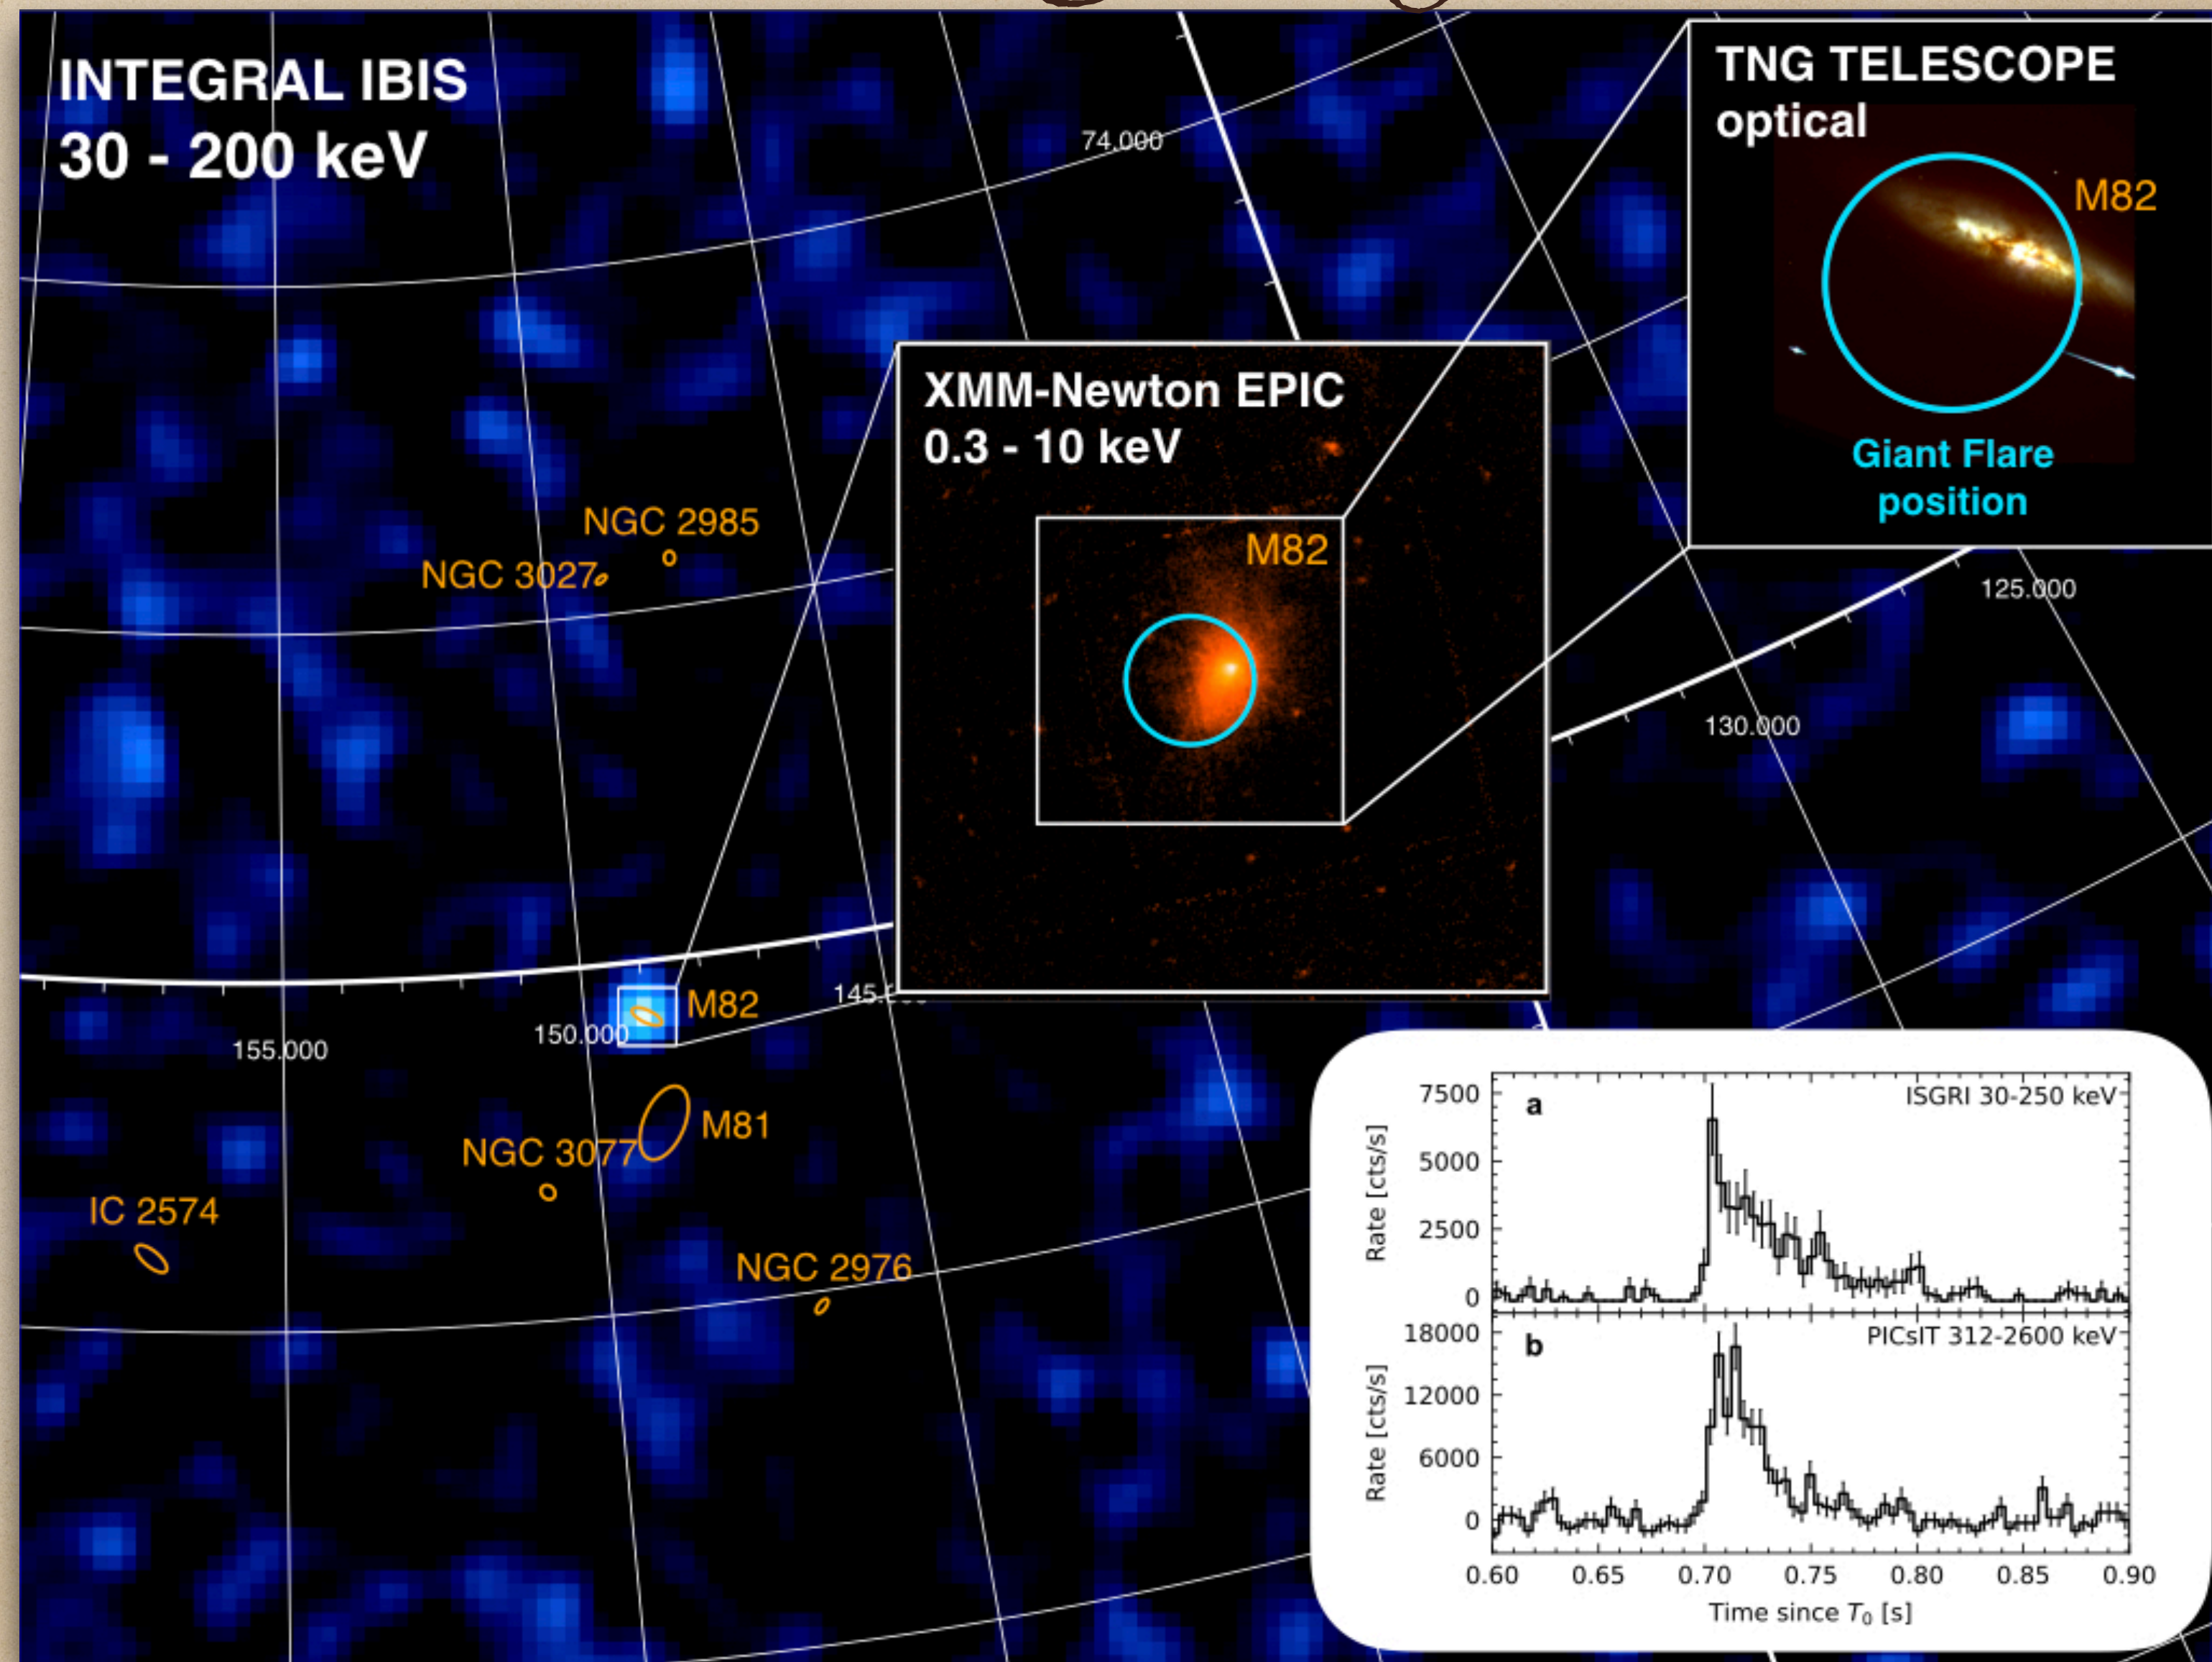 INTEGRAL IBIS
30 - 200 keV
74.000
TNG TELESCOPE
optical
M82
Giant Flare
position
XMM-Newton EPIC
0.3 - 10 keV
M82
NGC 2985
NGC 3027
125.000
130.000
M82
150.000
155.000
M81
NGC 3077
IC 2574
NGC 2976
a
ISGRI 30-250 keV
7500
5000
2500
0
Rate [cts/s]
b
PICsIT 312-2600 keV
18000
12000
6000
0
Rate [cts/s]
0.60 0.65 0.70 0.75 0.80 0.85 0.90
Time since T0 [s]